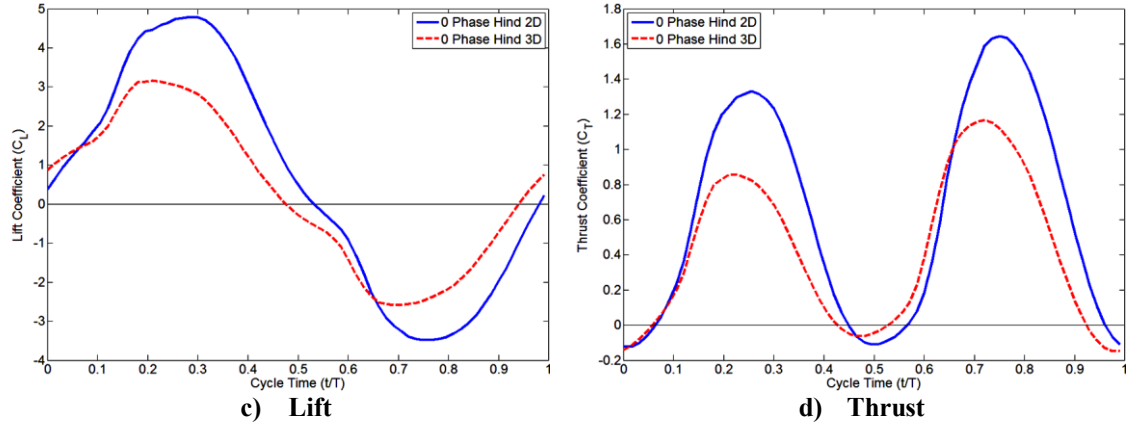 5
4
3
2
1
0
-1
-2
-3
-4
Lift Coefficient (C_L)
0 Phase Hind 2D
0 Phase Hind 3D
0 0.1 0.2 0.3 0.4 0.5 0.6 0.7 0.8 0.9 1
Cycle Time (t/T)
c) Lift
1.8
1.6
1.4
1.2
1
0.8
0.6
0.4
0.2
0
-0.2
Thrust Coefficient (C_T)
0 Phase Hind 2D
0 Phase Hind 3D
0 0.1 0.2 0.3 0.4 0.5 0.6 0.7 0.8 0.9 1
Cycle Time (t/T)
d) Thrust